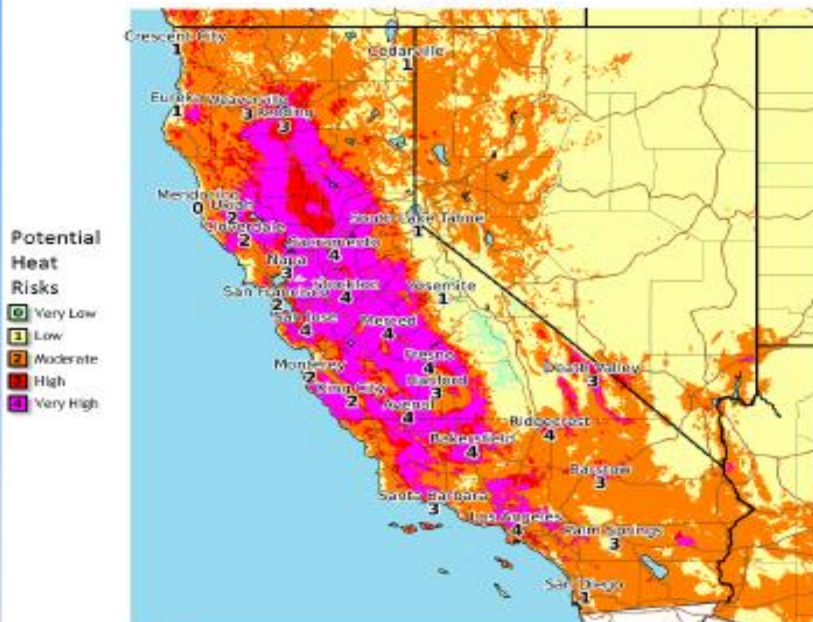 Crescent City
1
Cedarville
1
Eureka
1
Weaverville
3
Redding
3
Mendocino
0
Ukiah
2
Cloverdale
2
South Lake Tahoe
1
Sacramento
4
Napa
3
Stockton
4
San Francisco
2
Yosemite
1
San Jose
4
Merced
4
Fresno
4
Monterey
2
Hanford
3
King City
2
Avenal
4
Death Valley
3
Ridgecrest
4
Bakersfield
4
Barstow
3
Santa Barbara
3
Los Angeles
4
Palm Springs
3
San Diego
1
Potential
Heat
Risks
0 Very Low
1 Low
2 Moderate
3 High
4 Very High